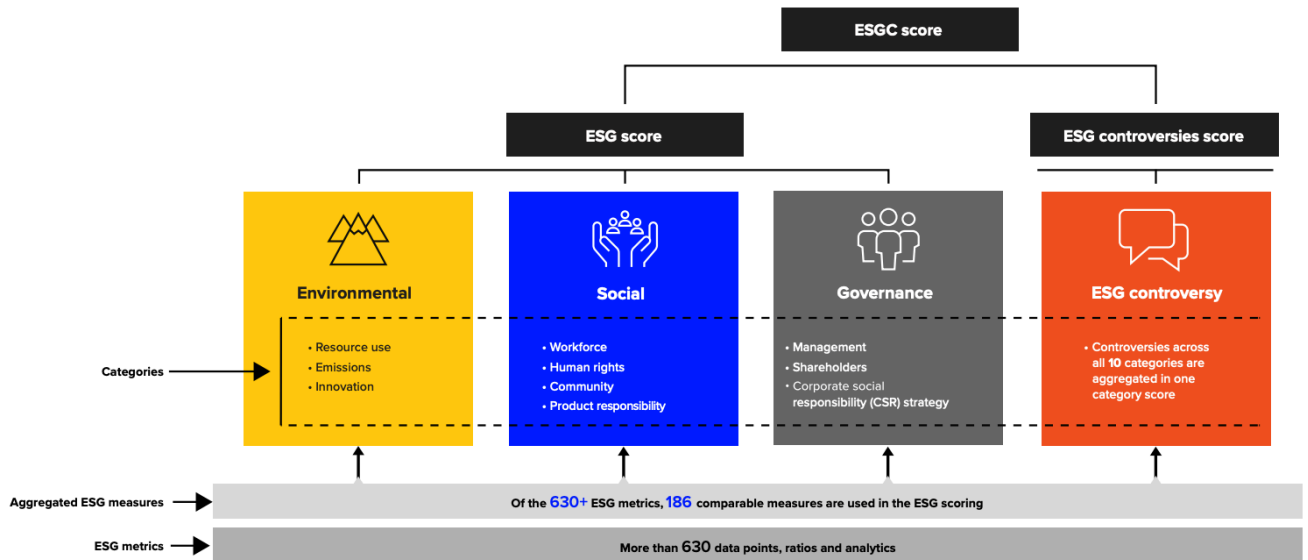 ESGC score
ESG score
ESG controversies score
Environmental
Social
Governance
ESG controversy
Categories
• Resource use
• Emissions
• Innovation
• Workforce
• Human rights
• Community
• Product responsibility
• Management
• Shareholders
• Corporate social
responsibility (CSR) strategy
• Controversies across
all 10 categories are
aggregated in one
category score
Aggregated ESG measures
Of the 630+ ESG metrics, 186 comparable measures are used in the ESG scoring
ESG metrics
More than 630 data points, ratios and analytics